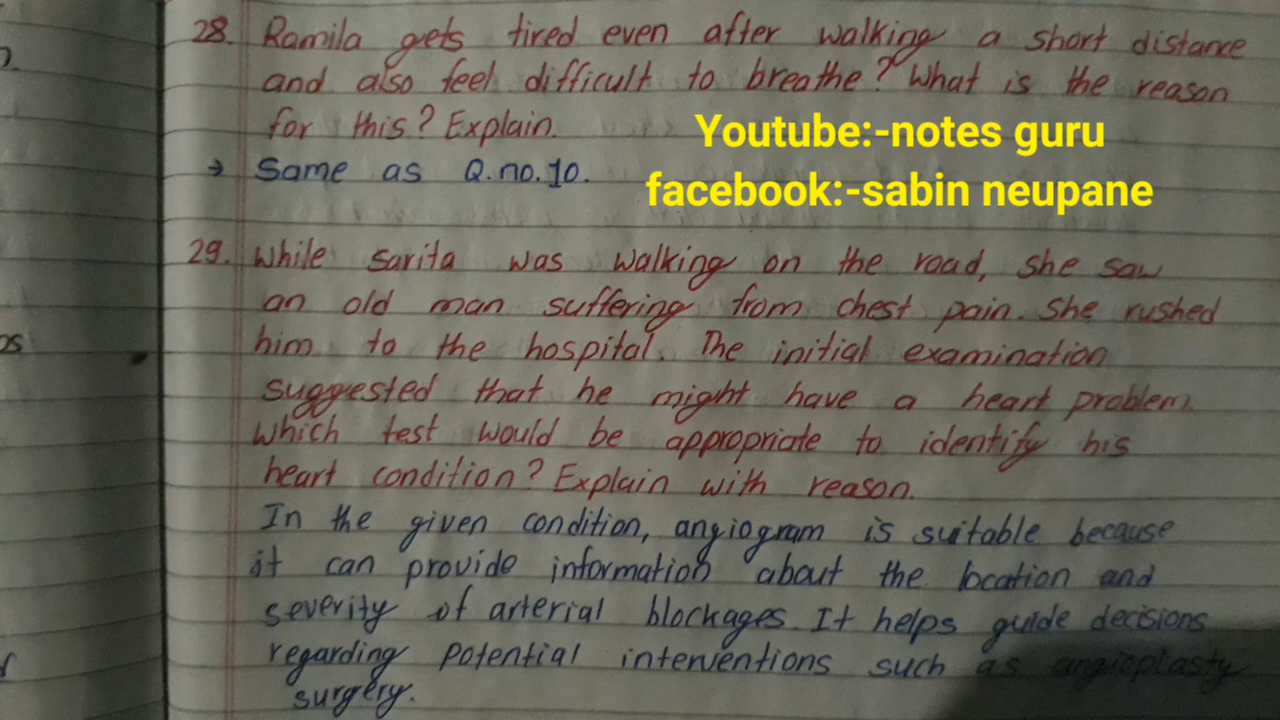 28. Ramila gets tired even after walking a short distance
and also feel difficult to breathe? What is the reason
for this? Explain.
Youtube:-notes guru
→ Same as Q.no.10.
facebook:-sabin neupane
29. While Sarita was walking on the road, she saw
an old man suffering from chest pain. She rushed
him to the hospital. The initial examination
suggested that he might have a heart problem.
Which test would be appropriate to identify his
heart condition? Explain with reason.
In the given condition, angiogram is suitable because
it can provide information about the location and
severity of arterial blockages. It helps guide decisions
regarding potential interventions such as angioplasty
surgery.